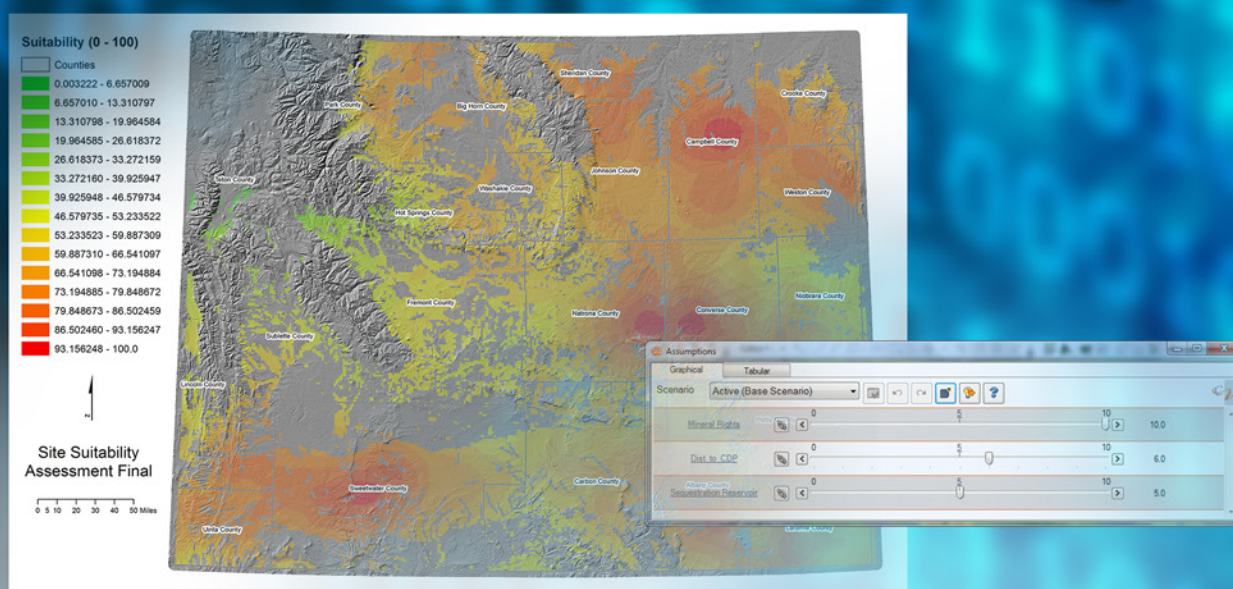 Suitability (0 - 100)
Counties
0.003222 - 6.657009
6.657010 - 13.310797
13.310798 - 19.964584
19.964585 - 26.618372
26.618373 - 33.272159
33.272160 - 39.925947
39.925948 - 46.579734
46.579735 - 53.233522
53.233523 - 59.887309
59.887310 - 66.541097
66.541098 - 73.194884
73.194885 - 79.848672
79.848673 - 86.502459
86.502460 - 93.156247
93.156248 - 100.0
N
Site Suitability
Assessment Final
0 5 10 20 30 40 50 Miles
Sheridan County
Park County
Big Horn County
Crooke County
Campbell County
Johnson County
Teton County
Washakie County
Weston County
Hot Springs County
Fremont County
Natrona County
Converse County
Niobrara County
Sublette County
Lincoln County
Sweetwater County
Carbon County
Albany County
Uinta County
Laramie County
Assumptions
Graphical Tabular
Scenario Active (Base Scenario)
Mineral Rights 0 5 10 10.0
Dist. to CDP 0 5 10 6.0
Sequestration Reservoir 0 5 10 5.0